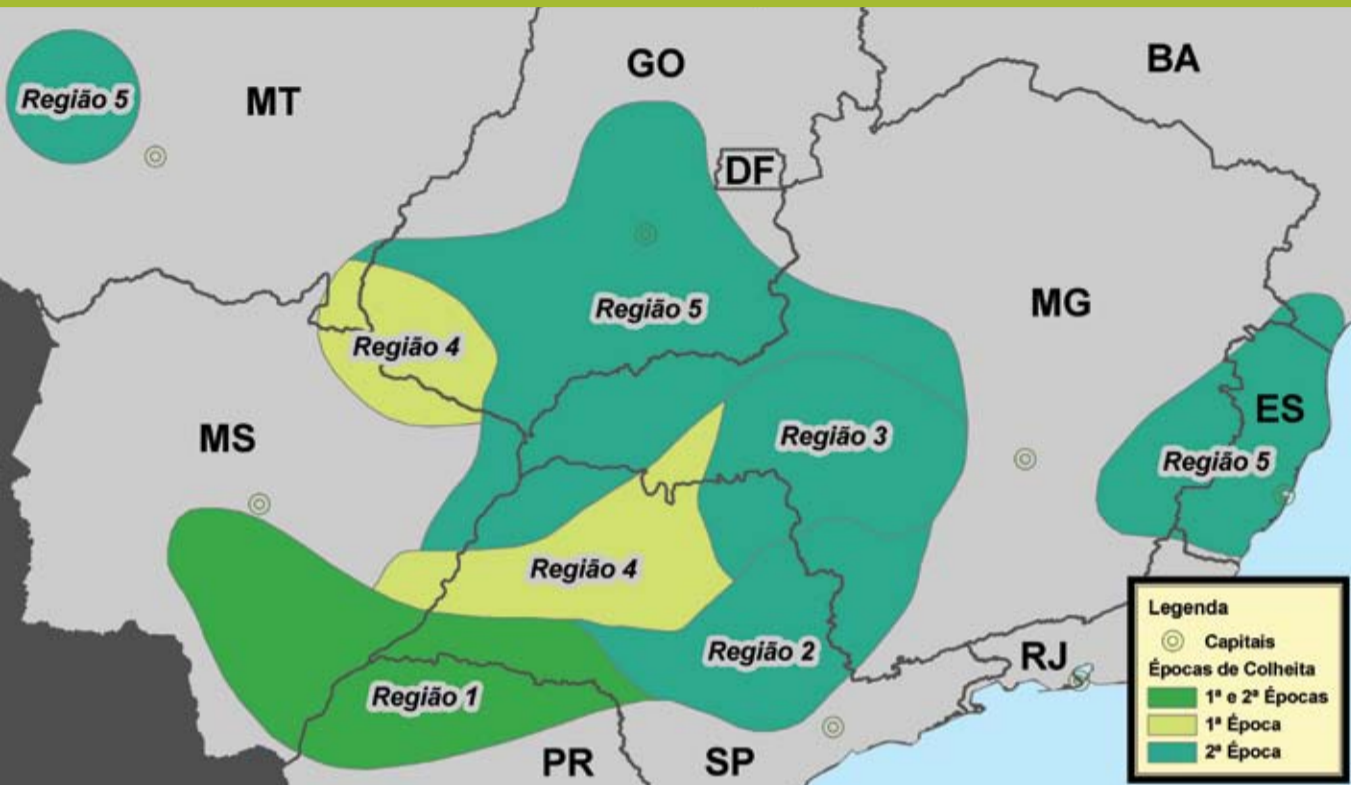 GO
BA
Região 5
MT
DF
Região 5
MG
Região 4
MS
Região 3
ES
Região 5
Região 4
Região 2
RJ
Região 1
PR
SP
Legenda
Capitais
Épocas de Colheita
1ª e 2ª Épocas
1ª Época
2ª Época